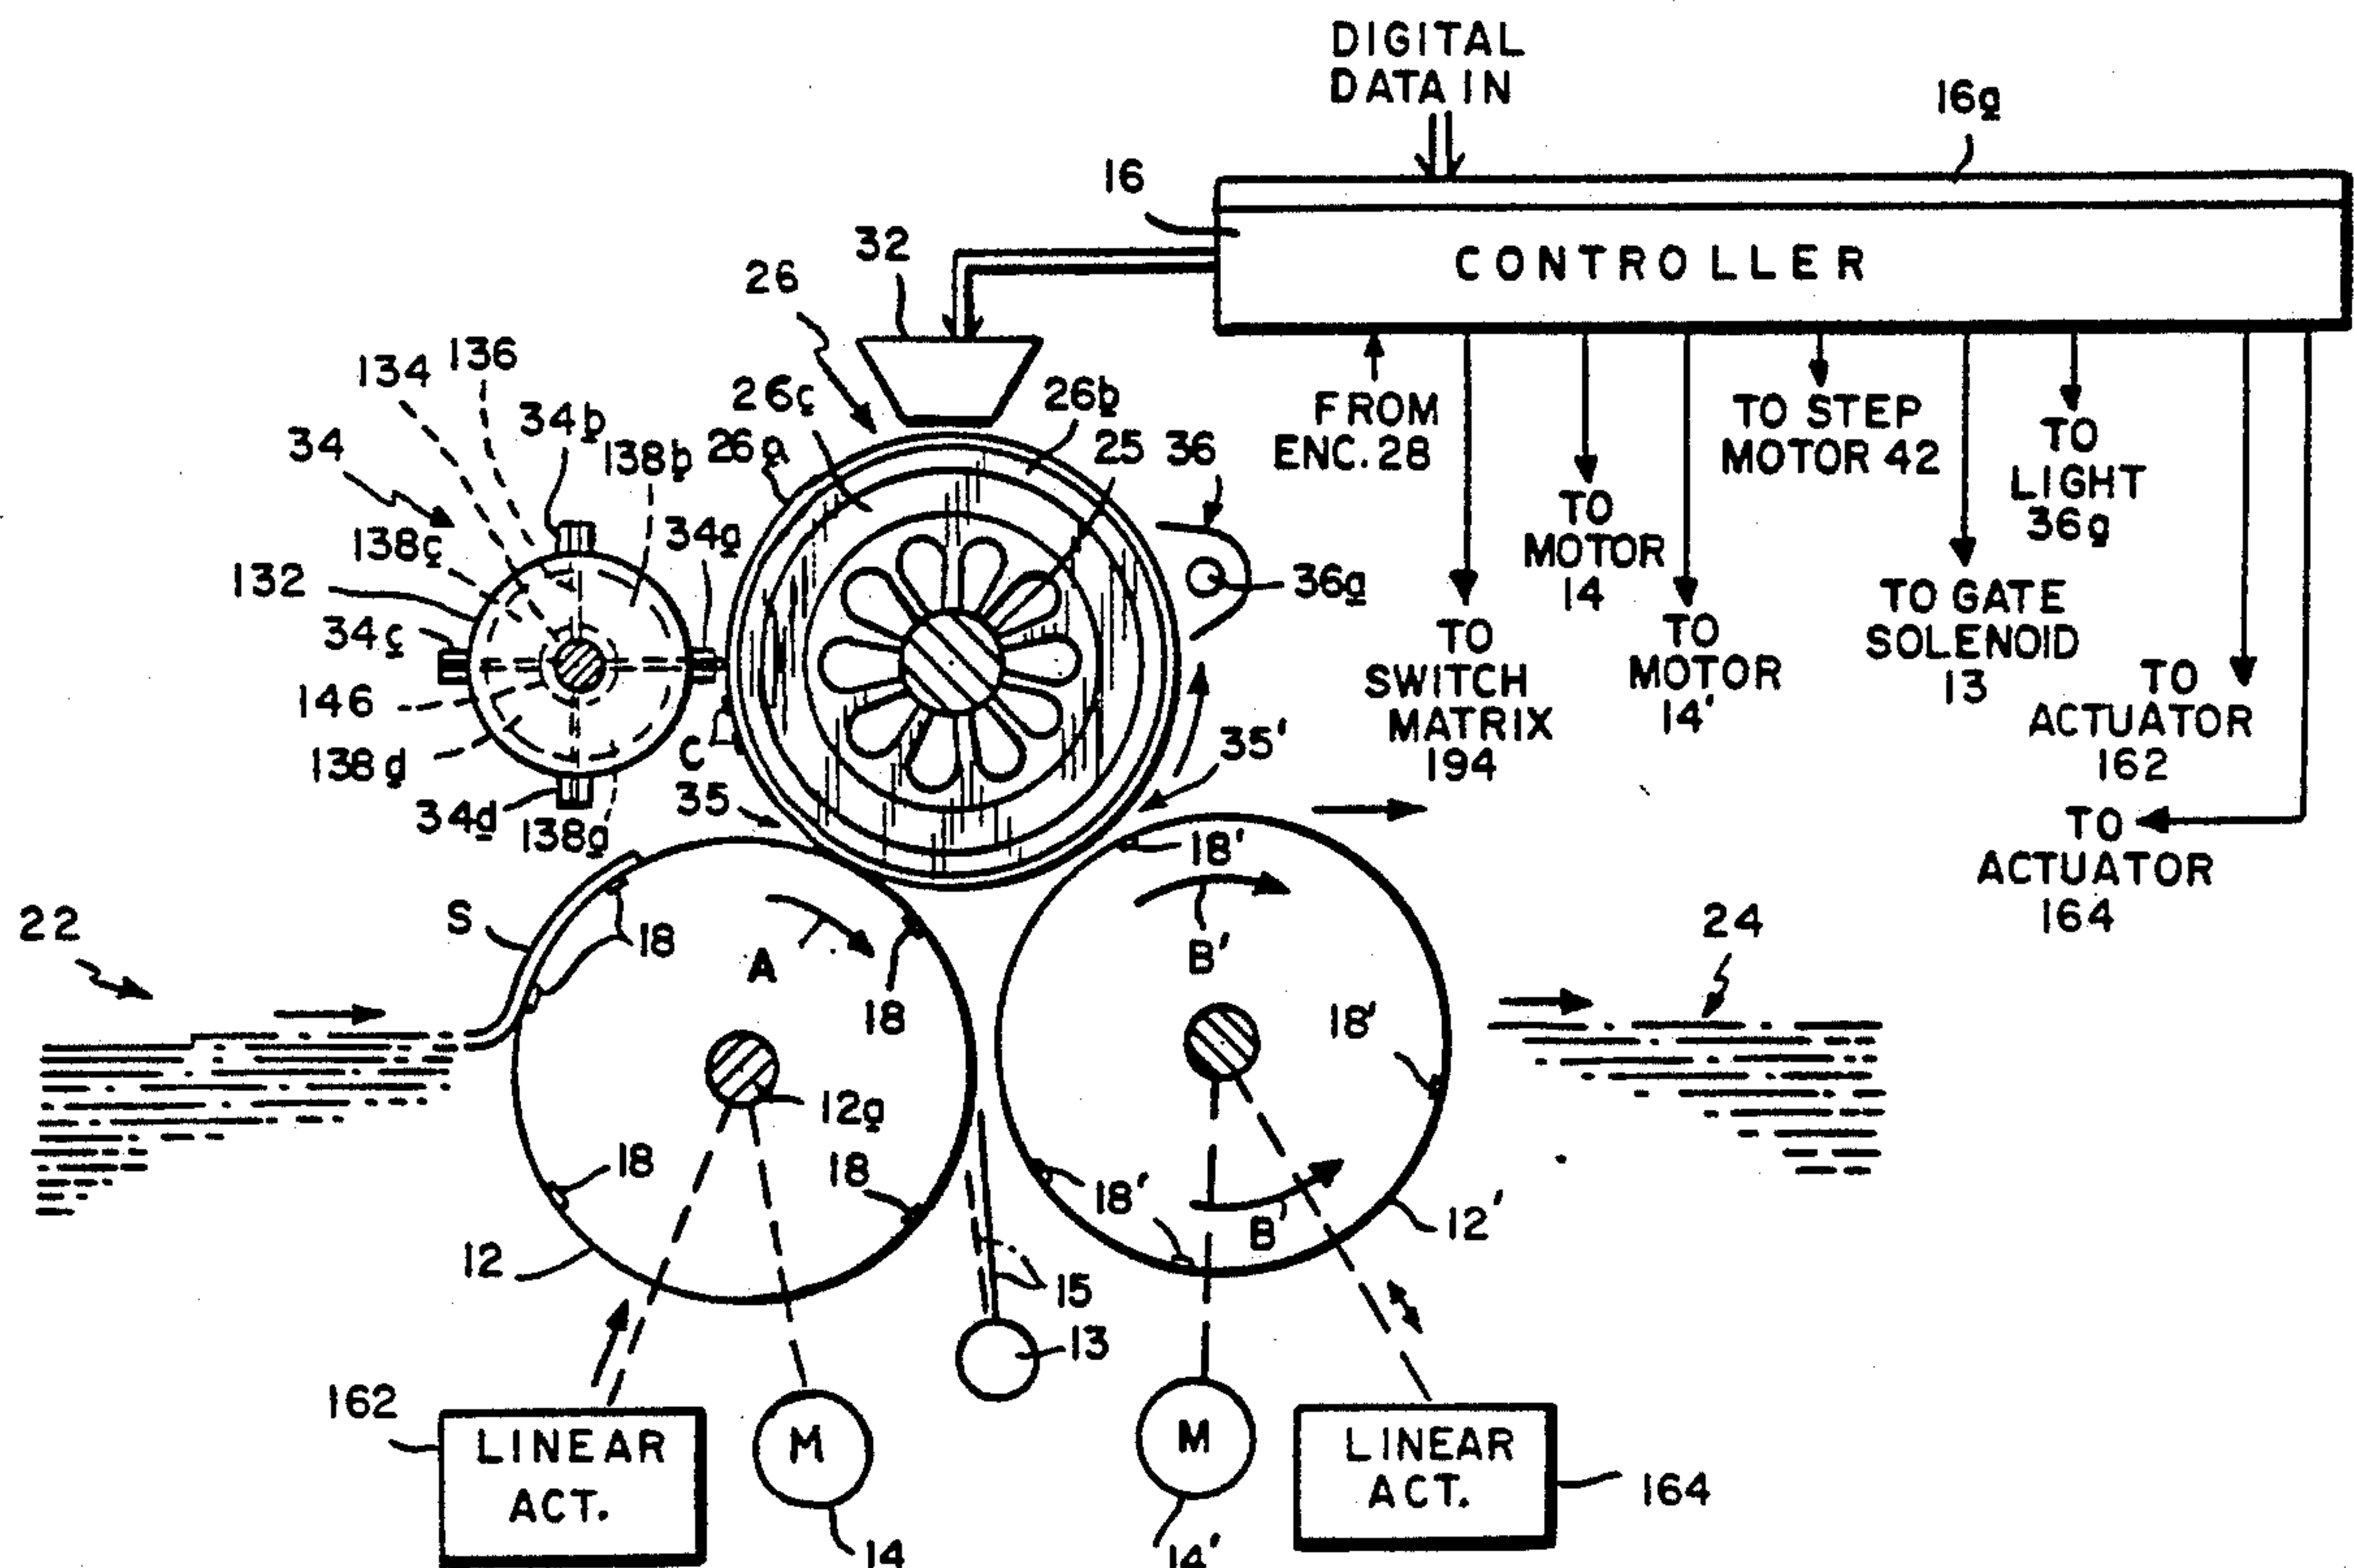 DIGITAL
DATA IN
16a
16
CONTROLLER
32
26
136
134
26c
26b
34b
34
138b
26a
25
36
138c
34a
132
36a
34c
146
C
35'
138d
35
34d
138a
FROM
ENC. 28
TO
SWITCH
MATRIX
194
TO
MOTOR
14
TO
MOTOR
14'
TO STEP
MOTOR 42
TO GATE
SOLENOID
13
TO
LIGHT
36a
TO
ACTUATOR
162
TO
ACTUATOR
164
18'
22
S
18
A
18
B'
18'
24
12a
18
18
18'
B'
12'
12
15
13
162
LINEAR
ACT.
M
14
M
14'
LINEAR
ACT.
164
18'